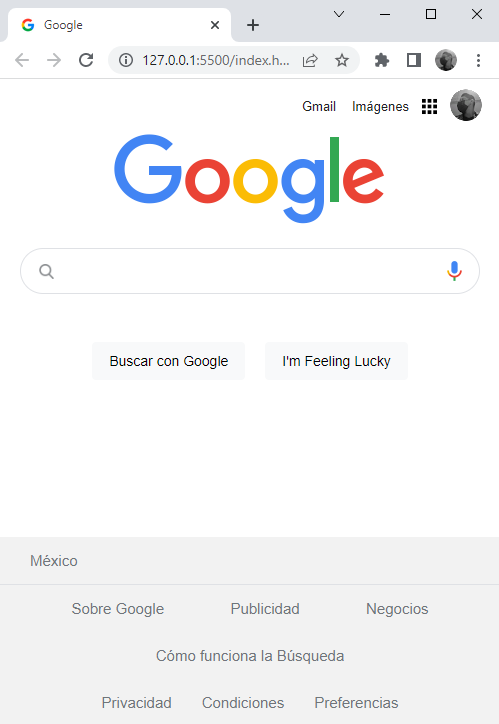 Google
127.0.0.1:5500/index.h...
Gmail Imágenes
Google
Buscar con Google I'm Feeling Lucky
México
Sobre Google Publicidad Negocios
Cómo funciona la Búsqueda
Privacidad Condiciones Preferencias